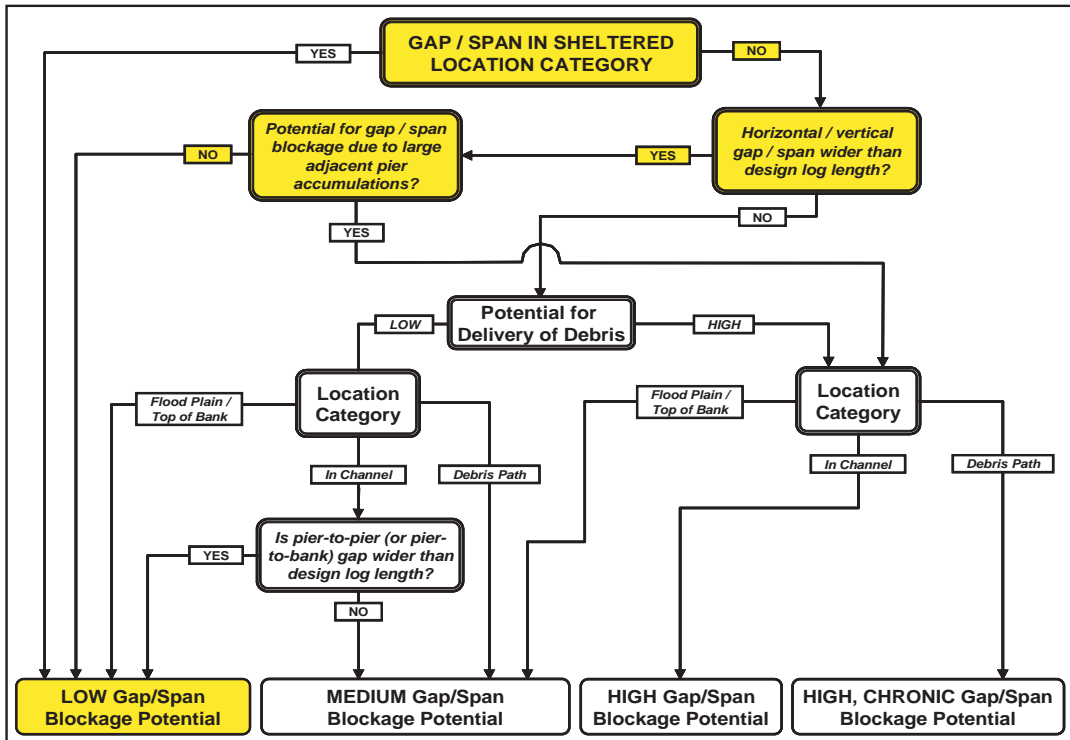 GAP / SPAN IN SHELTERED
LOCATION CATEGORY
YES
NO
Potential for gap / span
blockage due to large
adjacent pier
accumulations?
Horizontal / vertical
gap / span wider than
design log length?
NO
YES
YES
NO
Potential for
Delivery of Debris
LOW
HIGH
Location
Category
Flood Plain /
Top of Bank
In Channel
Debris Path
Location
Category
Flood Plain /
Top of Bank
In Channel
Debris Path
Is pier-to-pier (or pier-
to-bank) gap wider than
design log length?
YES
NO
LOW Gap/Span
Blockage Potential
MEDIUM Gap/Span
Blockage Potential
HIGH Gap/Span
Blockage Potential
HIGH, CHRONIC Gap/Span
Blockage Potential